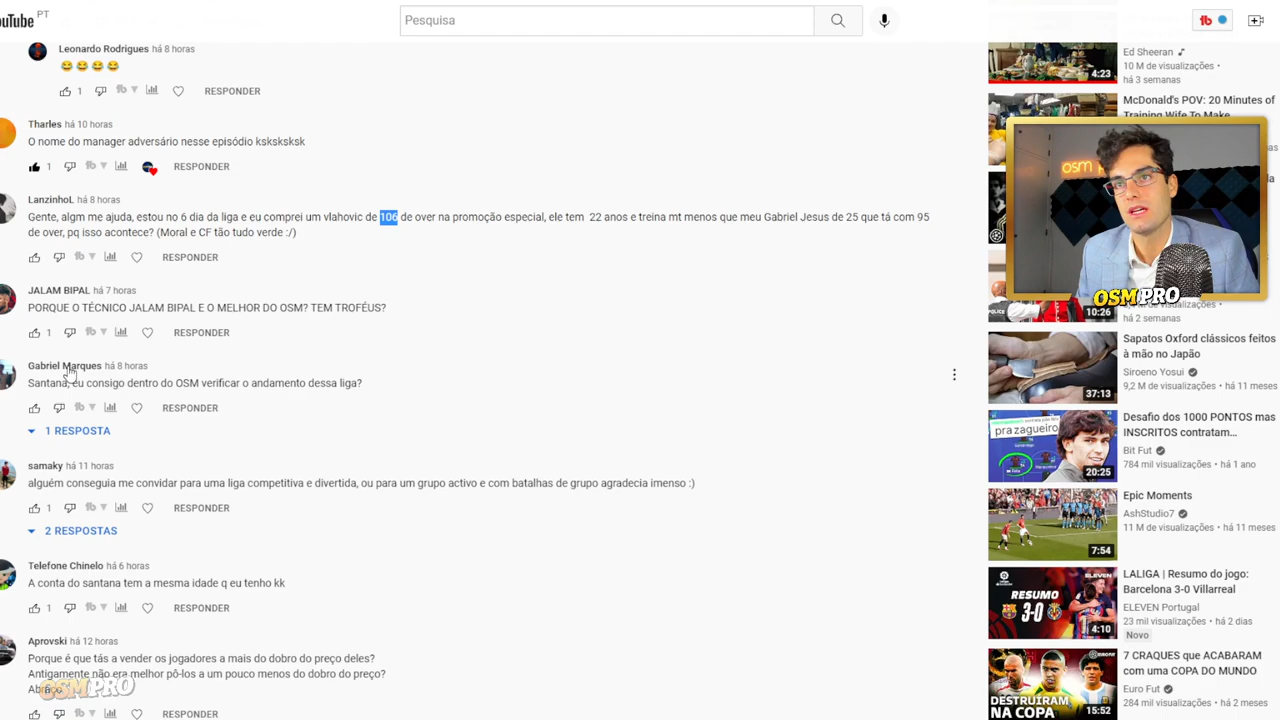 ouTube PT
Pesquisa
Leonardo Rodrigues há 8 horas
1 RESPONDER
Tharles há 10 horas
O nome do manager adversário nesse episódio ksksksksk
1 RESPONDER
LanzinhoL há 8 horas
Gente, algm me ajuda, estou no 6 dia da liga e eu comprei um vlahovic de 106 de over na promoção especial, ele tem 22 anos e treina mt menos que meu Gabriel Jesus de 25 que tá com 95
de over, pq isso acontece? (Moral e CF tão tudo verde :/)
RESPONDER
JALAM BIPAL há 7 horas
PORQUE O TÉCNICO JALAM BIPAL E O MELHOR DO OSM? TEM TROFÉUS?
1 RESPONDER
Gabriel Marques há 8 horas
Santana, eu consigo dentro do OSM verificar o andamento dessa liga?
RESPONDER
1 RESPOSTA
samaky há 11 horas
alguém conseguia me convidar para uma liga competitiva e divertida, ou para um grupo activo e com batalhas de grupo agradecia imenso :)
1 RESPONDER
2 RESPOSTAS
Telefone Chinelo há 6 horas
A conta do santana tem a mesma idade q eu tenho kk
1 RESPONDER
Aprovski há 12 horas
Porque é que tás a vender os jogadores a mais do dobro do preço deles?
Antigamente não era melhor pô-los a um pouco menos do dobro do preço?
OSMPRO
RESPONDER
Ed Sheeran
10 M de visualizações •
há 3 semanas
4:23
McDonald's POV: 20 Minutes of
Training Wife To Make
osm
OSMPRO
há 2 semanas
10:26
Sapatos Oxford clássicos feitos
à mão no Japão
Siroeno Yosui
9,2 M de visualizações • há 11 meses
37:13
Desafio dos 1000 PONTOS mas
INSCRITOS contratam...
Bit Fut
784 mil visualizações • há 1 ano
pra zagueiro
20:25
Epic Moments
AshStudio7
11 M de visualizações • há 11 meses
7:54
LALIGA | Resumo do jogo:
Barcelona 3-0 Villarreal
ELEVEN Portugal
23 mil visualizações • há 2 dias
Novo
ELEVEN
RESUMO
3-0
4:10
7 CRAQUES que ACABARAM
com uma COPA DO MUNDO
Euro Fut
284 mil visualizações • há 2 meses
DESTRUÍRAM
NA COPA
15:52